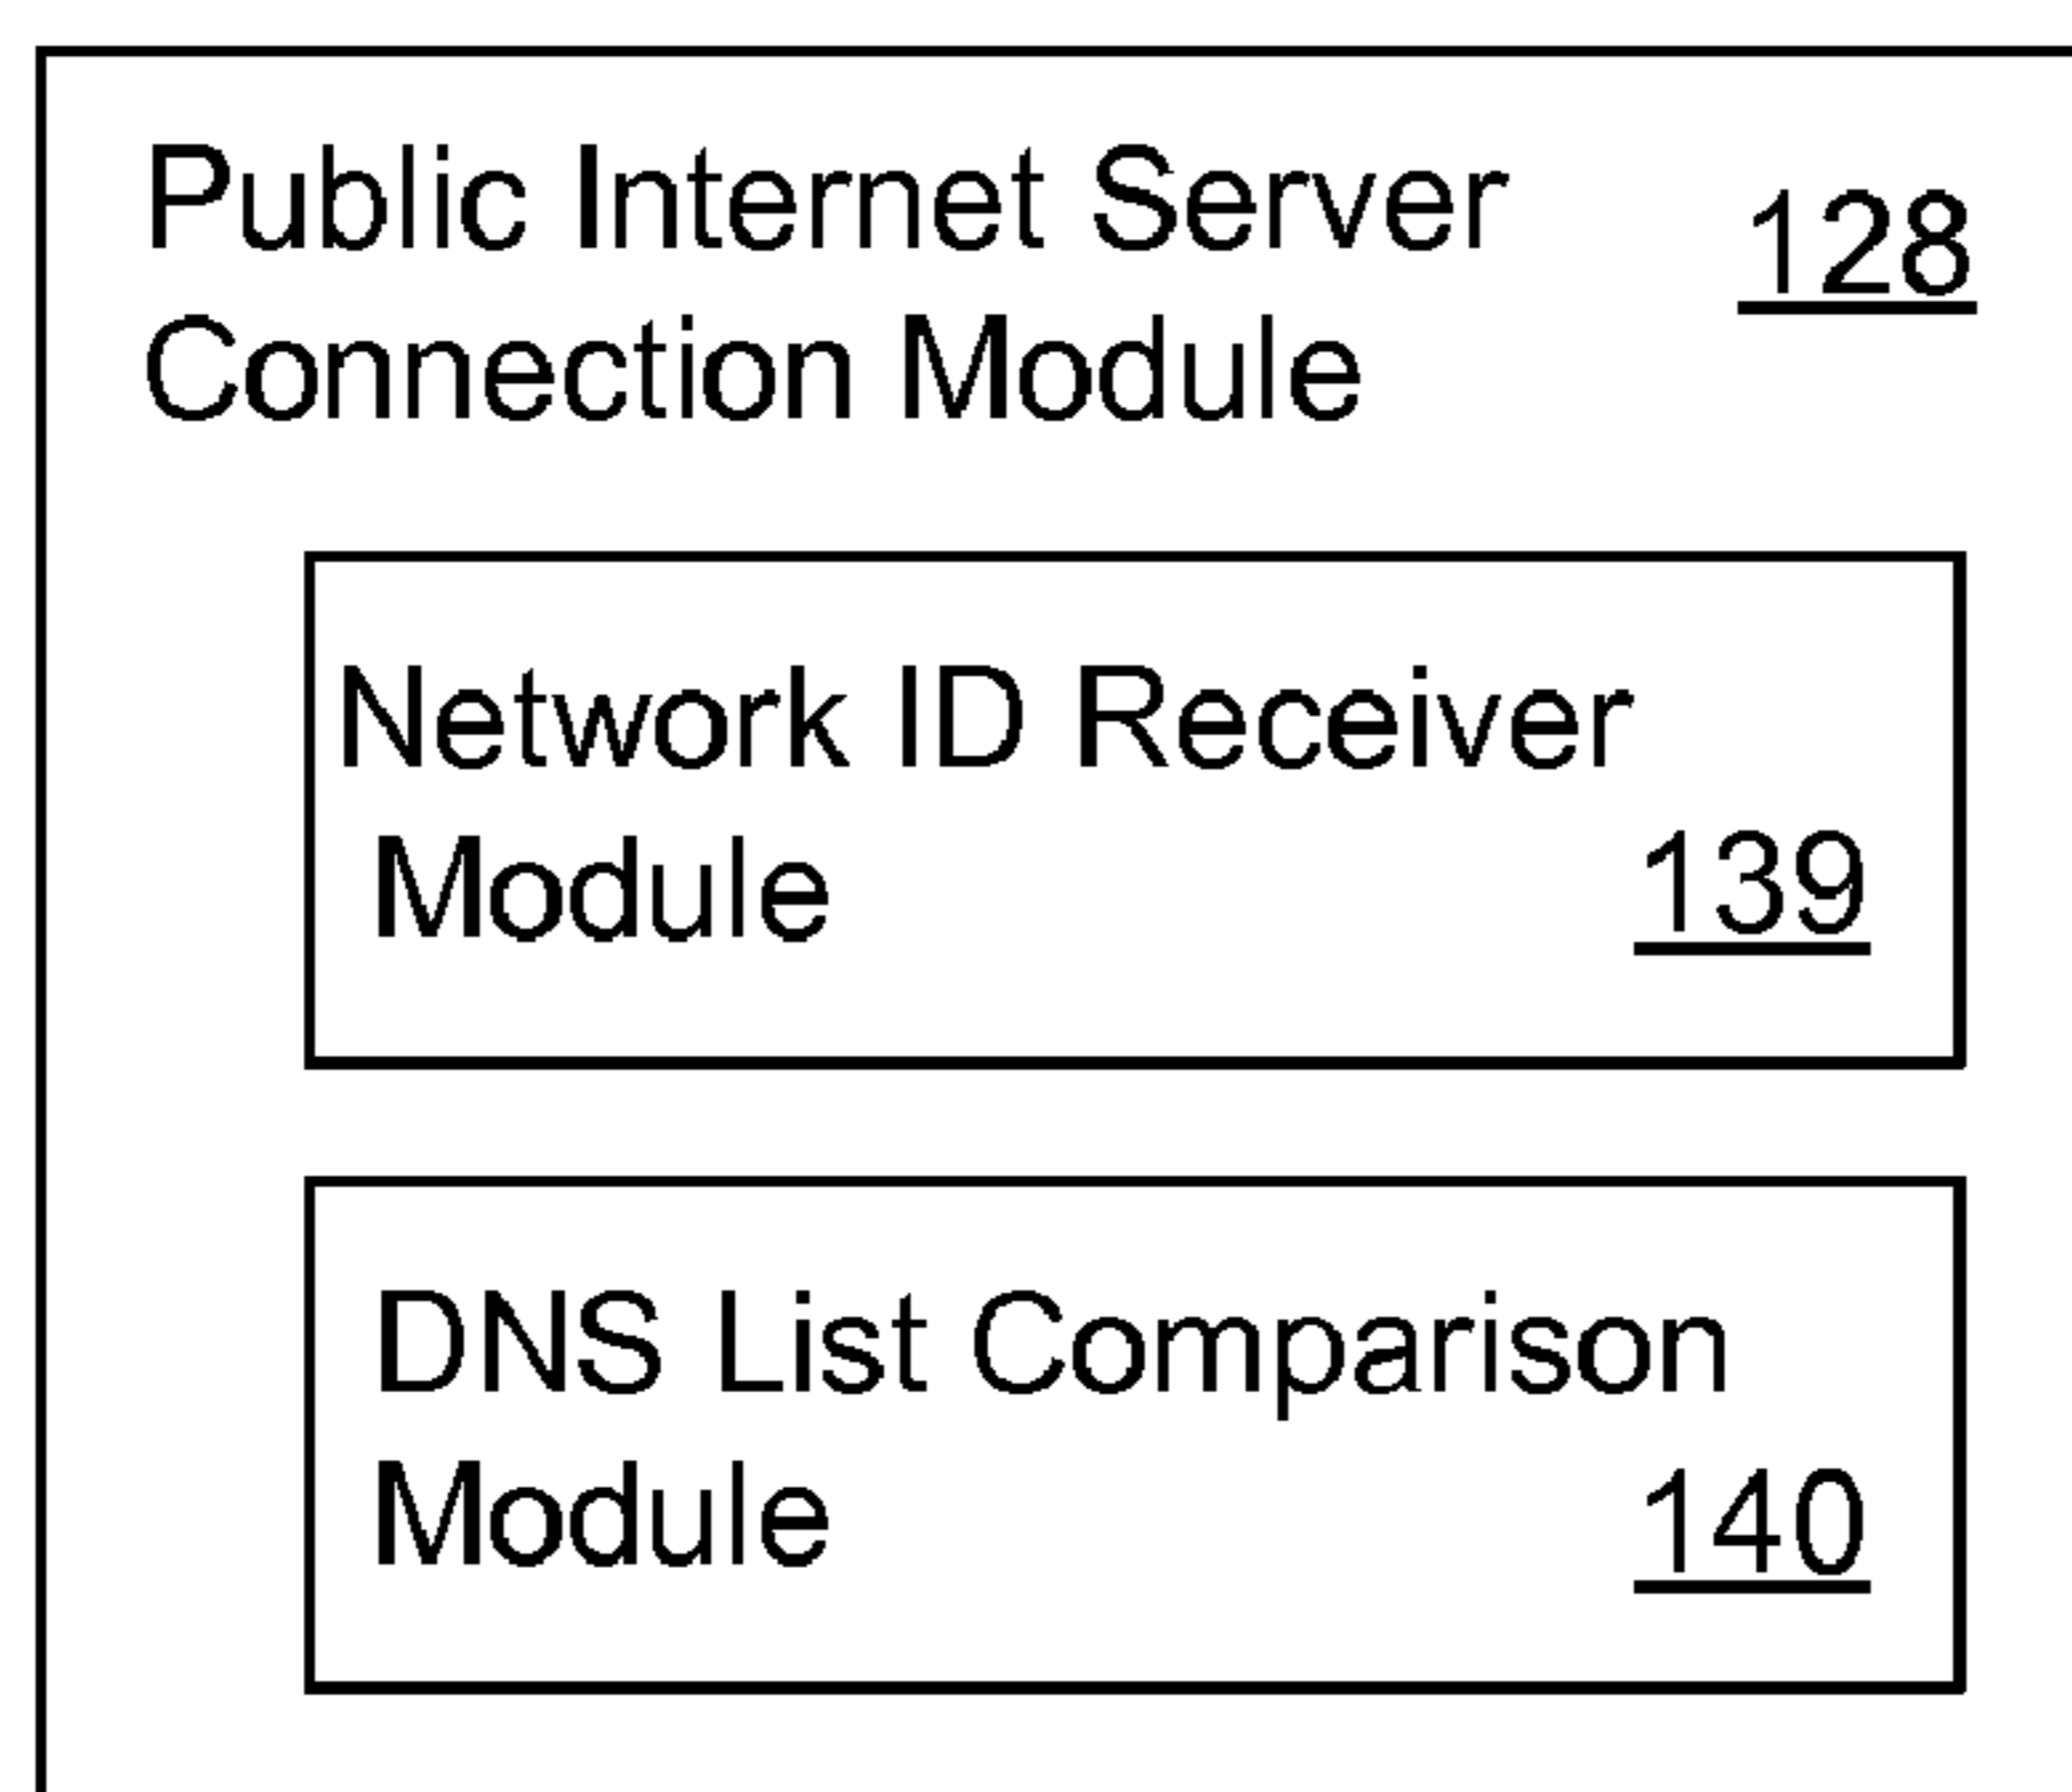 Public Internet Server
128
Connection Module
Network ID Receiver
Module
139
DNS List Comparison
Module
140